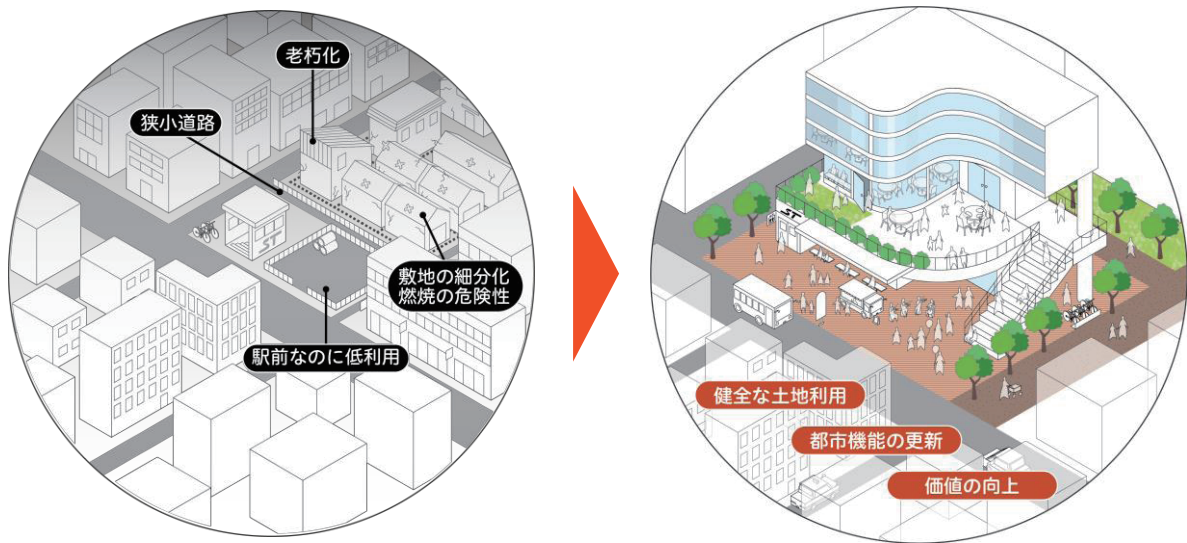 老朽化
狭小道路
ST
敷地の細分化
燃焼の危険性
駅前なのに低利用
ST
健全な土地利用
都市機能の更新
価値の向上